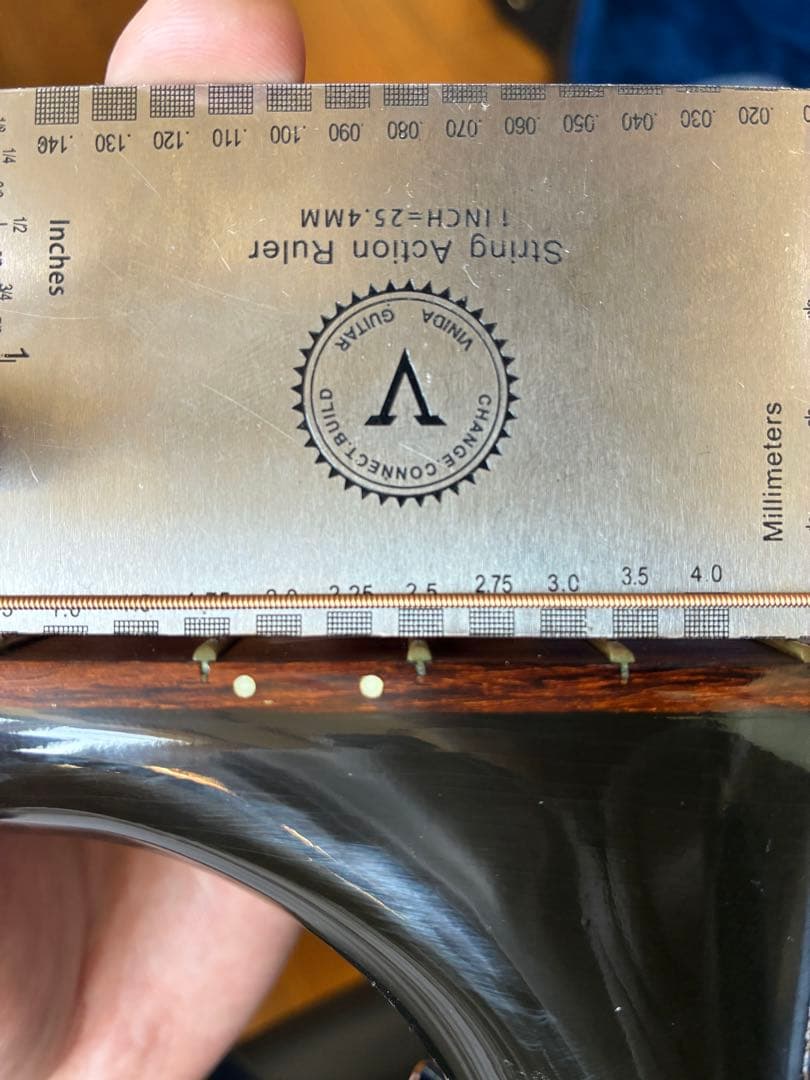 .140 .130 .120 .110 .100 .090 .080 .070 .060 .050 .040 .030 .020
1/4
1/2
3/4
1
Inches
String Action Ruler
1 INCH=25.4MM
VINIDA GUITAR
CHANGE.CONNECT.BUILD
Millimeters
2.25 2.5 2.75 3.0 3.5 4.0